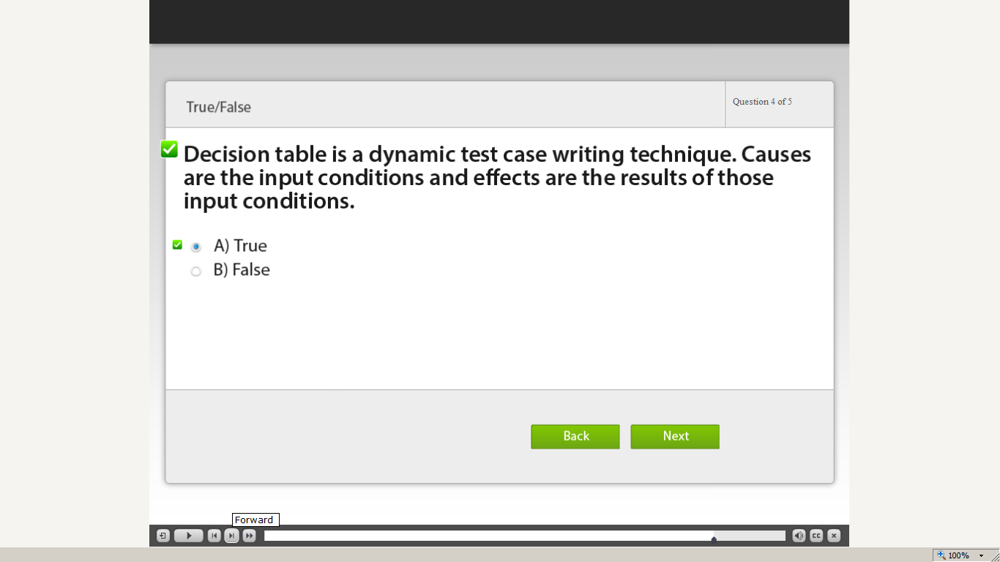 True/False
Question 4 of 5
Decision table is a dynamic test case writing technique. Causes
are the input conditions and effects are the results of those
input conditions.
A) True
B) False
Back
Next
Forward
CC
100%